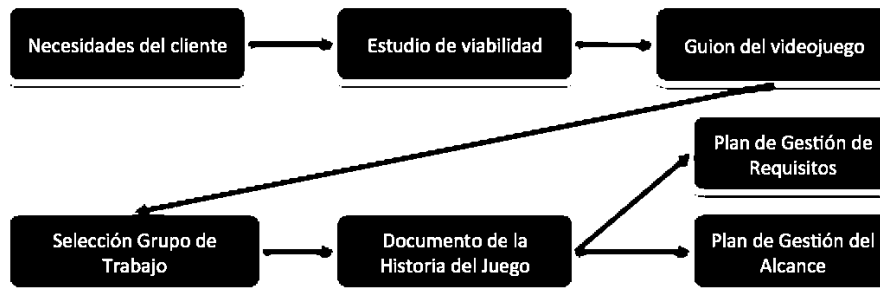 Necesidades del cliente
Estudio de viabilidad
Guion del videojuego
Plan de Gestión de
Requisitos
Selección Grupo de
Trabajo
Documento de la
Historia del Juego
Plan de Gestión del
Alcance